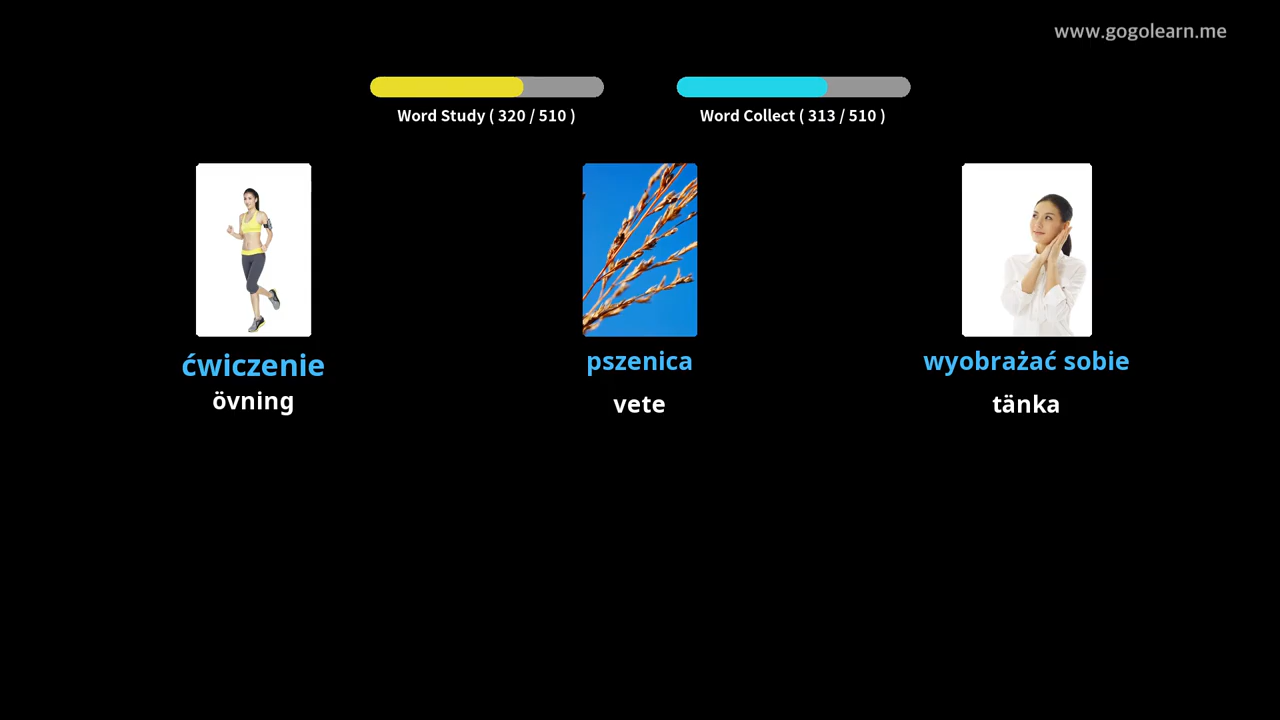 www.gogolearn.me
Word Study ( 320 / 510 )
Word Collect ( 313 / 510 )
ćwiczenie
övning
pszenica
vete
wyobrażać sobie
tänka